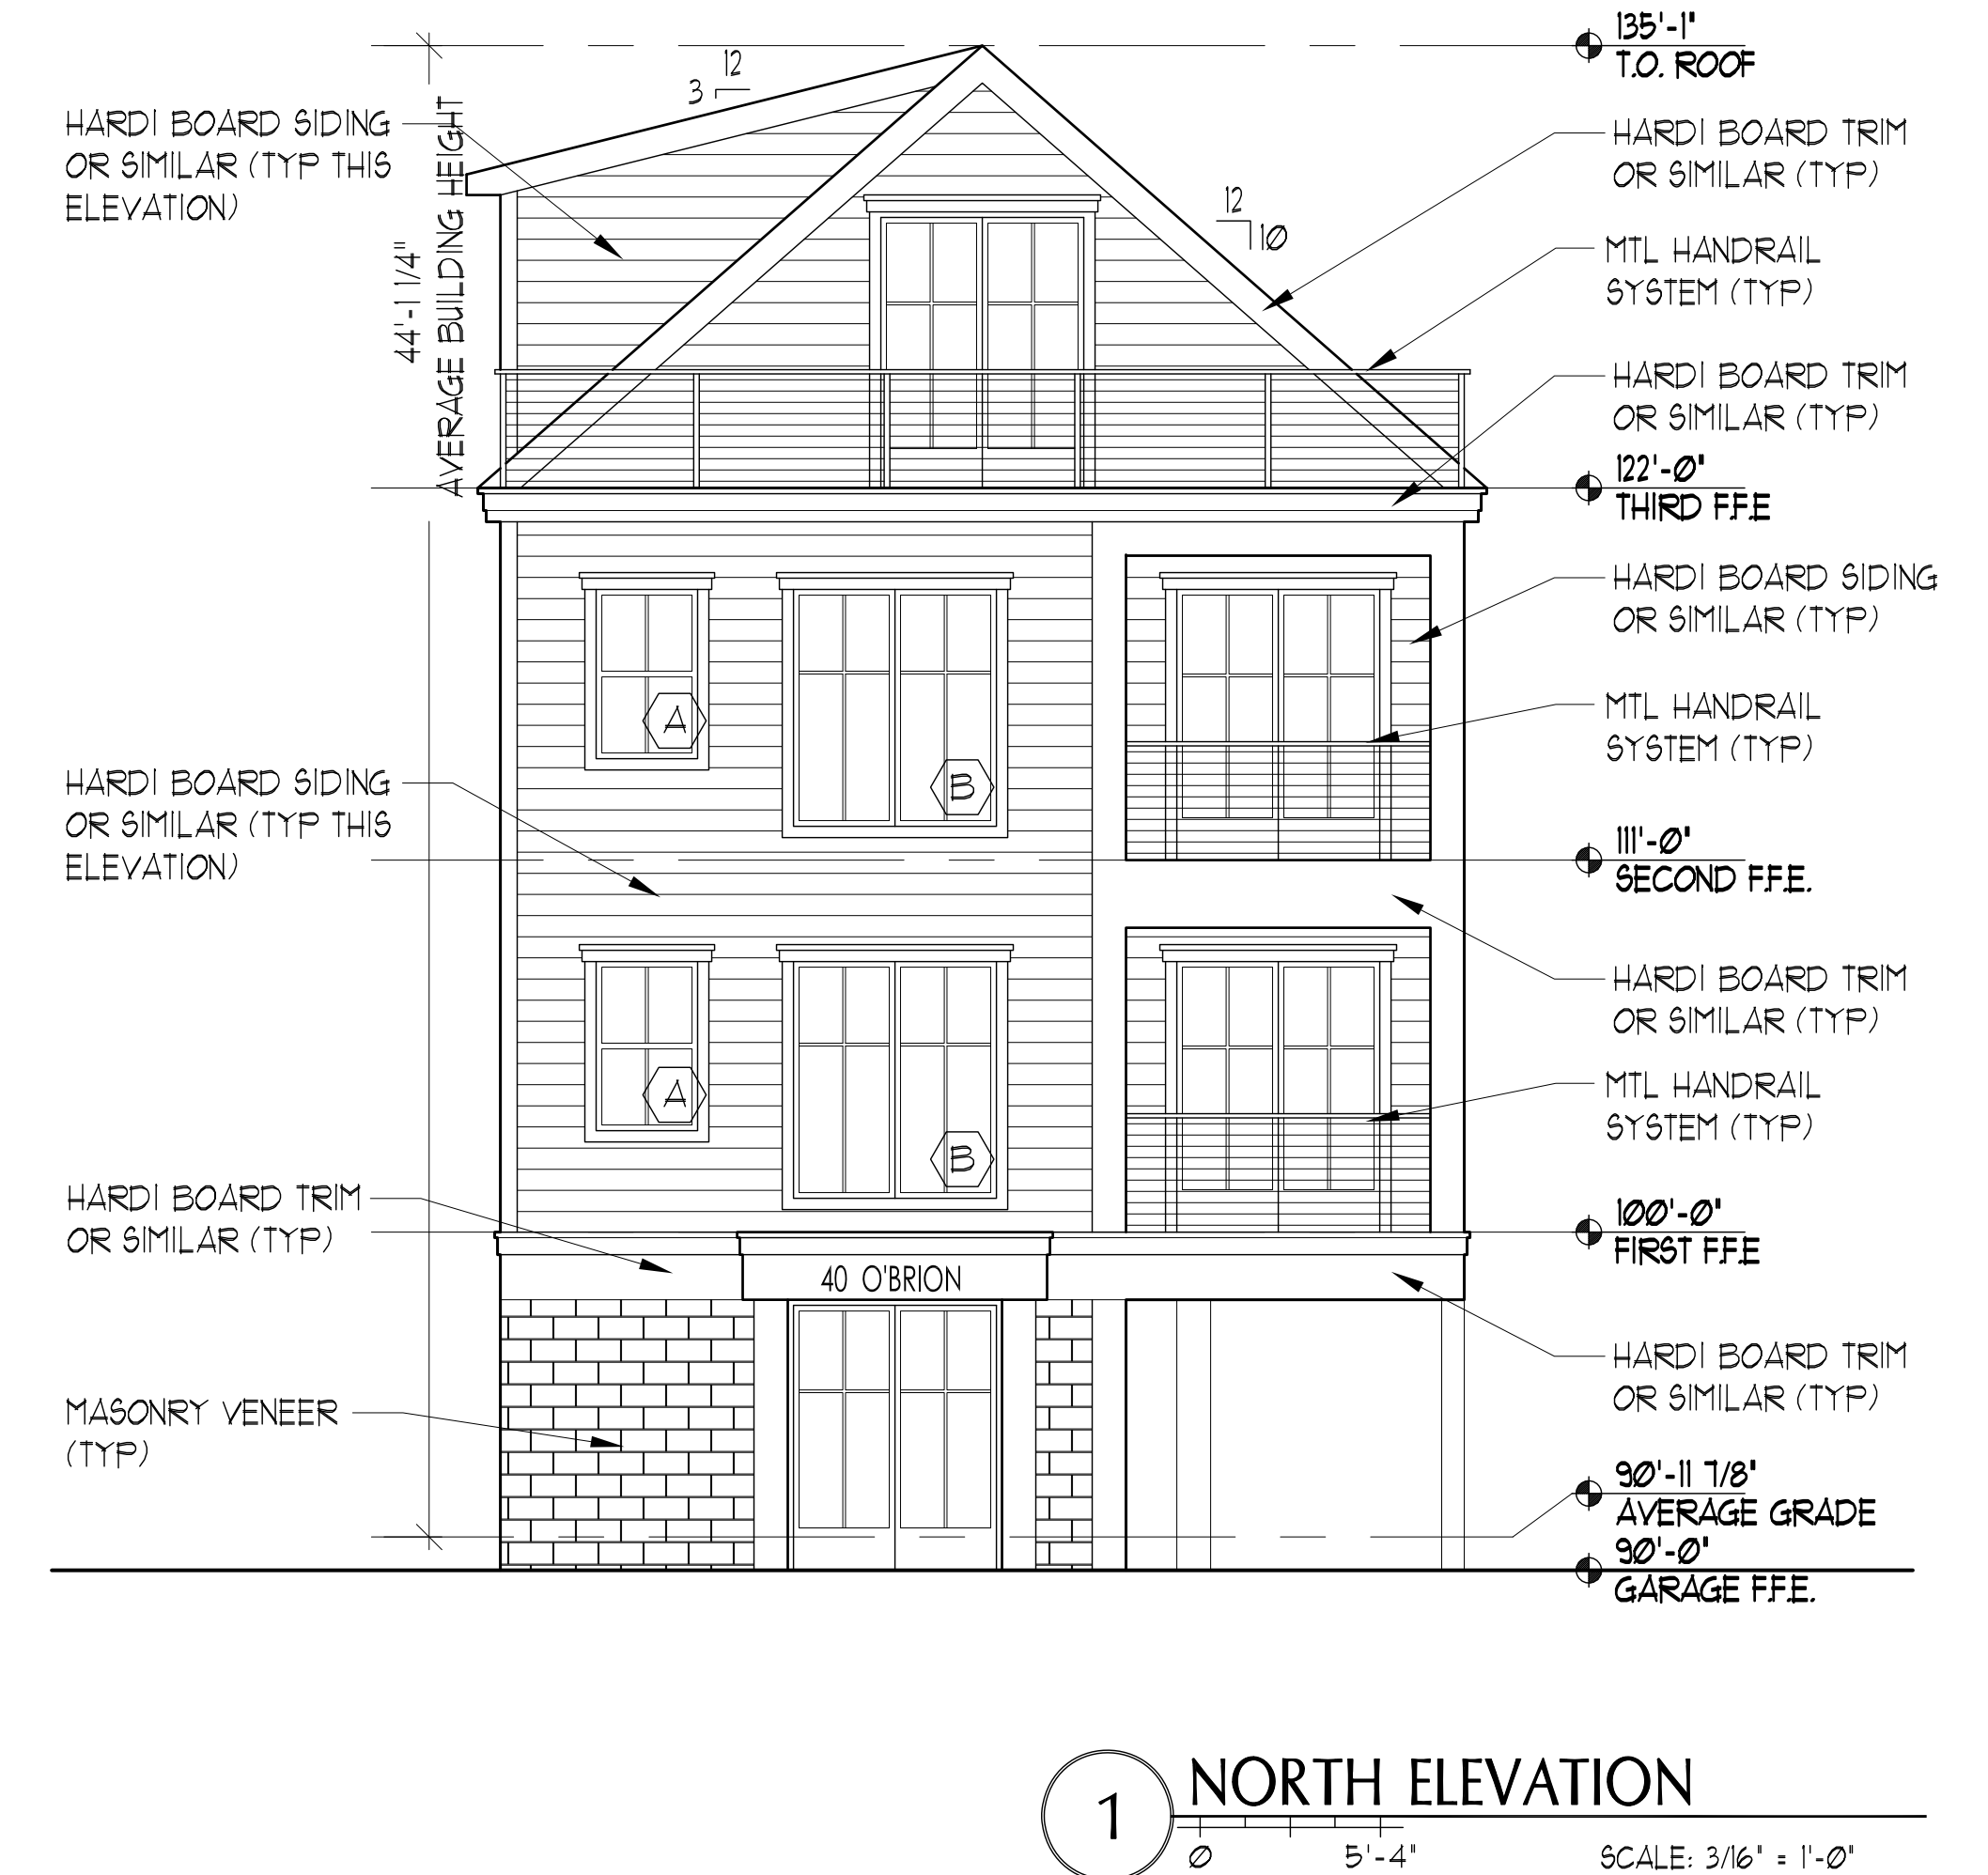 135'-1"
T.O. ROOF
12
3
HARDI BOARD SIDING
OR SIMILAR (TYP THIS
ELEVATION)
HARDI BOARD TRIM
OR SIMILAR (TYP)
12
10
MTL HANDRAIL
SYSTEM (TYP)
44'-1 1/4"
AVERAGE BUILDING HEIGHT
HARDI BOARD TRIM
OR SIMILAR (TYP)
122'-0"
THIRD F.F.E
HARDI BOARD SIDING
OR SIMILAR (TYP)
A
B
MTL HANDRAIL
SYSTEM (TYP)
HARDI BOARD SIDING
OR SIMILAR (TYP THIS
ELEVATION)
111'-0"
SECOND F.F.E.
HARDI BOARD TRIM
OR SIMILAR (TYP)
A
B
MTL HANDRAIL
SYSTEM (TYP)
HARDI BOARD TRIM
OR SIMILAR (TYP)
100'-0"
FIRST F.F.E
40 O'BRION
HARDI BOARD TRIM
OR SIMILAR (TYP)
MASONRY VENEER
(TYP)
90'-11 7/8"
AVERAGE GRADE
90'-0"
GARAGE F.F.E.
1
NORTH ELEVATION
0 5'-4" SCALE: 3/16" = 1'-0"